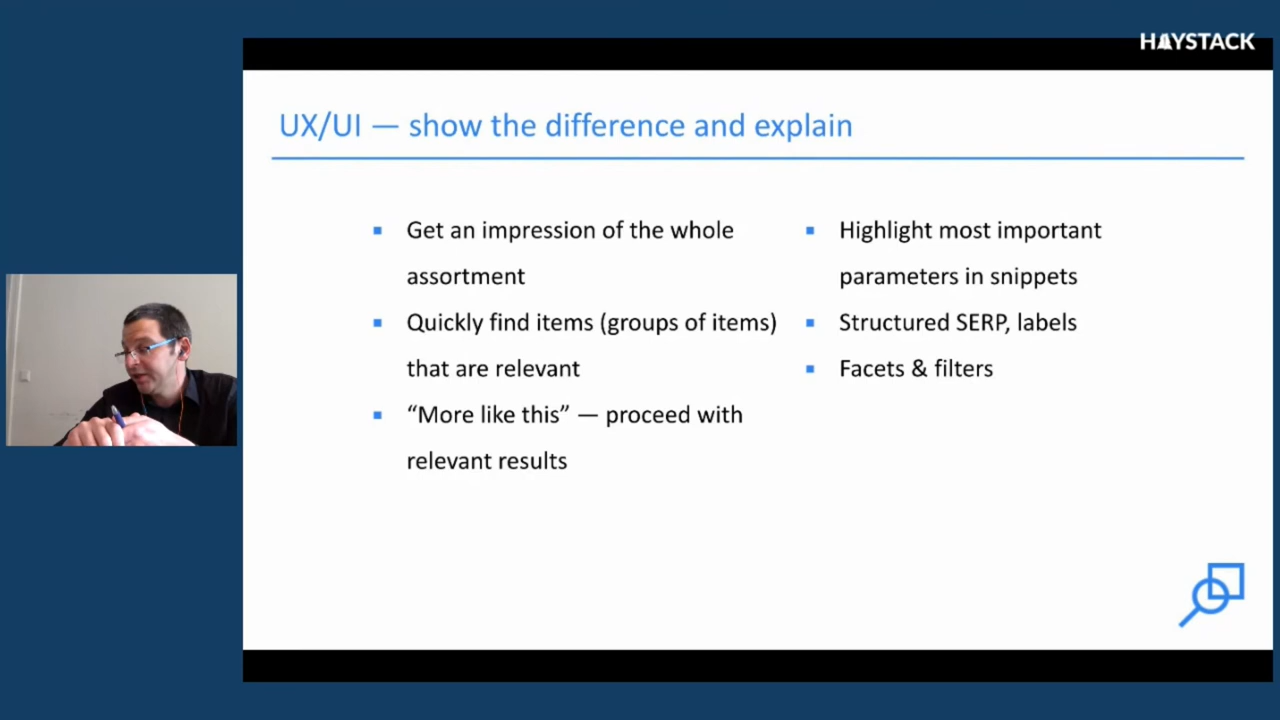 HAYSTACK
UX/UI — show the difference and explain
Get an impression of the whole
assortment
Quickly find items (groups of items)
that are relevant
“More like this” — proceed with
relevant results
Highlight most important
parameters in snippets
Structured SERP, labels
Facets & filters